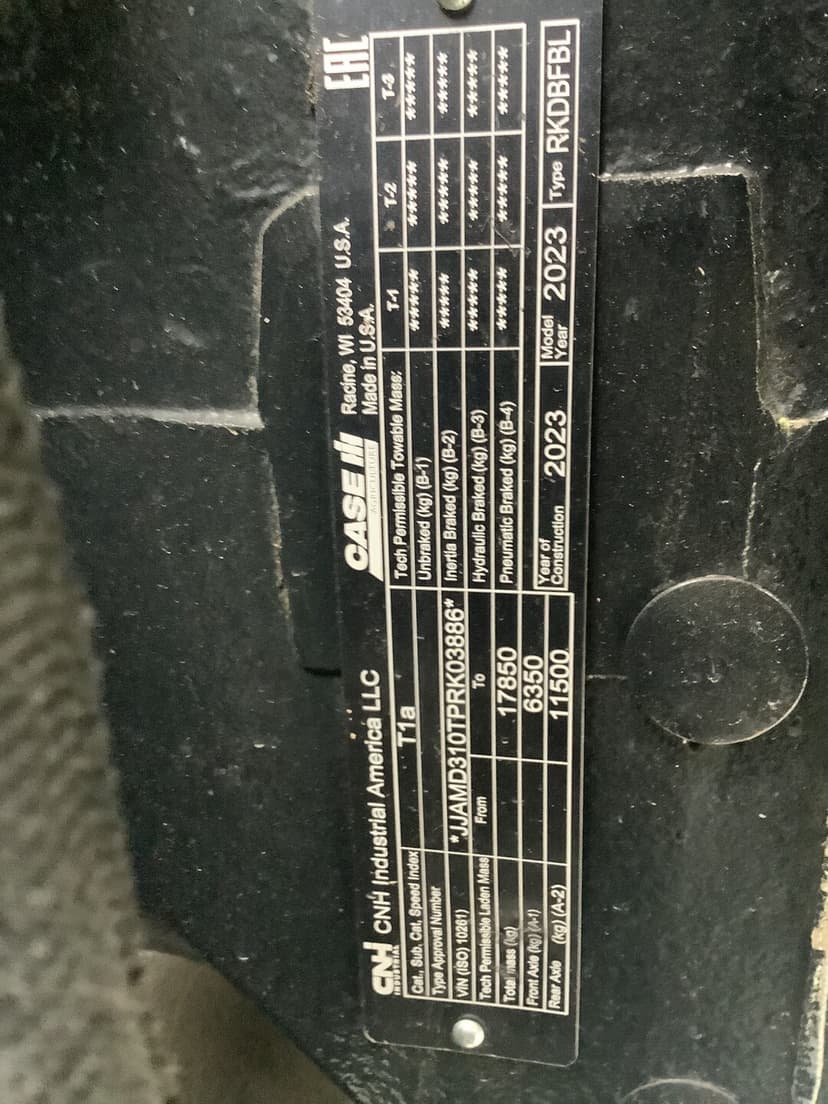 CNH INDUSTRIAL CNH Industrial America LLC CASE IH AGRICULTURE Racine, WI 53404 U.S.A. Made in U.S.A. EAC
Cat., Sub. Cat. Speed Index T1a
Type Approval Number
VIN (ISO) 10261) *JJAMD310TPRK03886*
Tech Permissible Laden Mass From To
Total mass (kg) 17850
Front Axle (kg) (A-1) 6350
Rear Axle (kg) (A-2) 11500
Tech Permissible Towable Mass: T-1 T-2 T-3
Unbraked (kg) (B-1) ***** ***** *****
Inertia Braked (kg) (B-2) ***** ***** *****
Hydraulic Braked (kg) (B-3) ***** ***** *****
Pneumatic Braked (kg) (B-4) ***** ***** *****
Year of Construction 2023 Model Year 2023 Type RKDBFBL